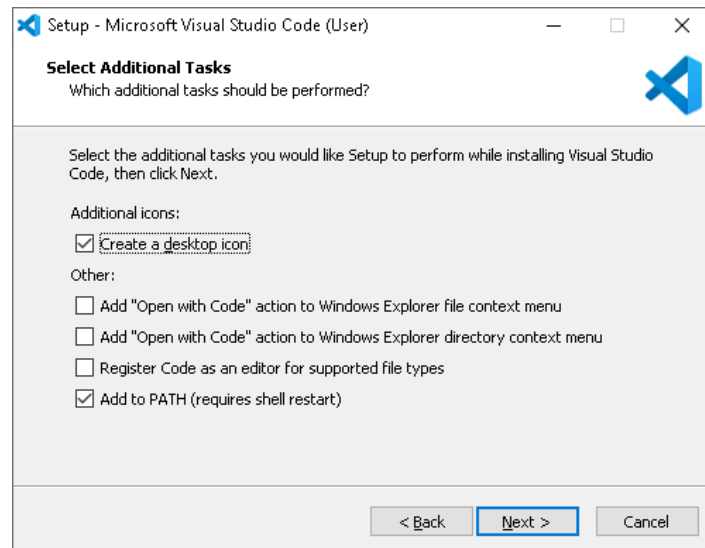 Setup - Microsoft Visual Studio Code (User)
Select Additional Tasks
Which additional tasks should be performed?
Select the additional tasks you would like Setup to perform while installing Visual Studio
Code, then click Next.
Additional icons:
Create a desktop icon
Other:
Add "Open with Code" action to Windows Explorer file context menu
Add "Open with Code" action to Windows Explorer directory context menu
Register Code as an editor for supported file types
Add to PATH (requires shell restart)
< Back Next > Cancel